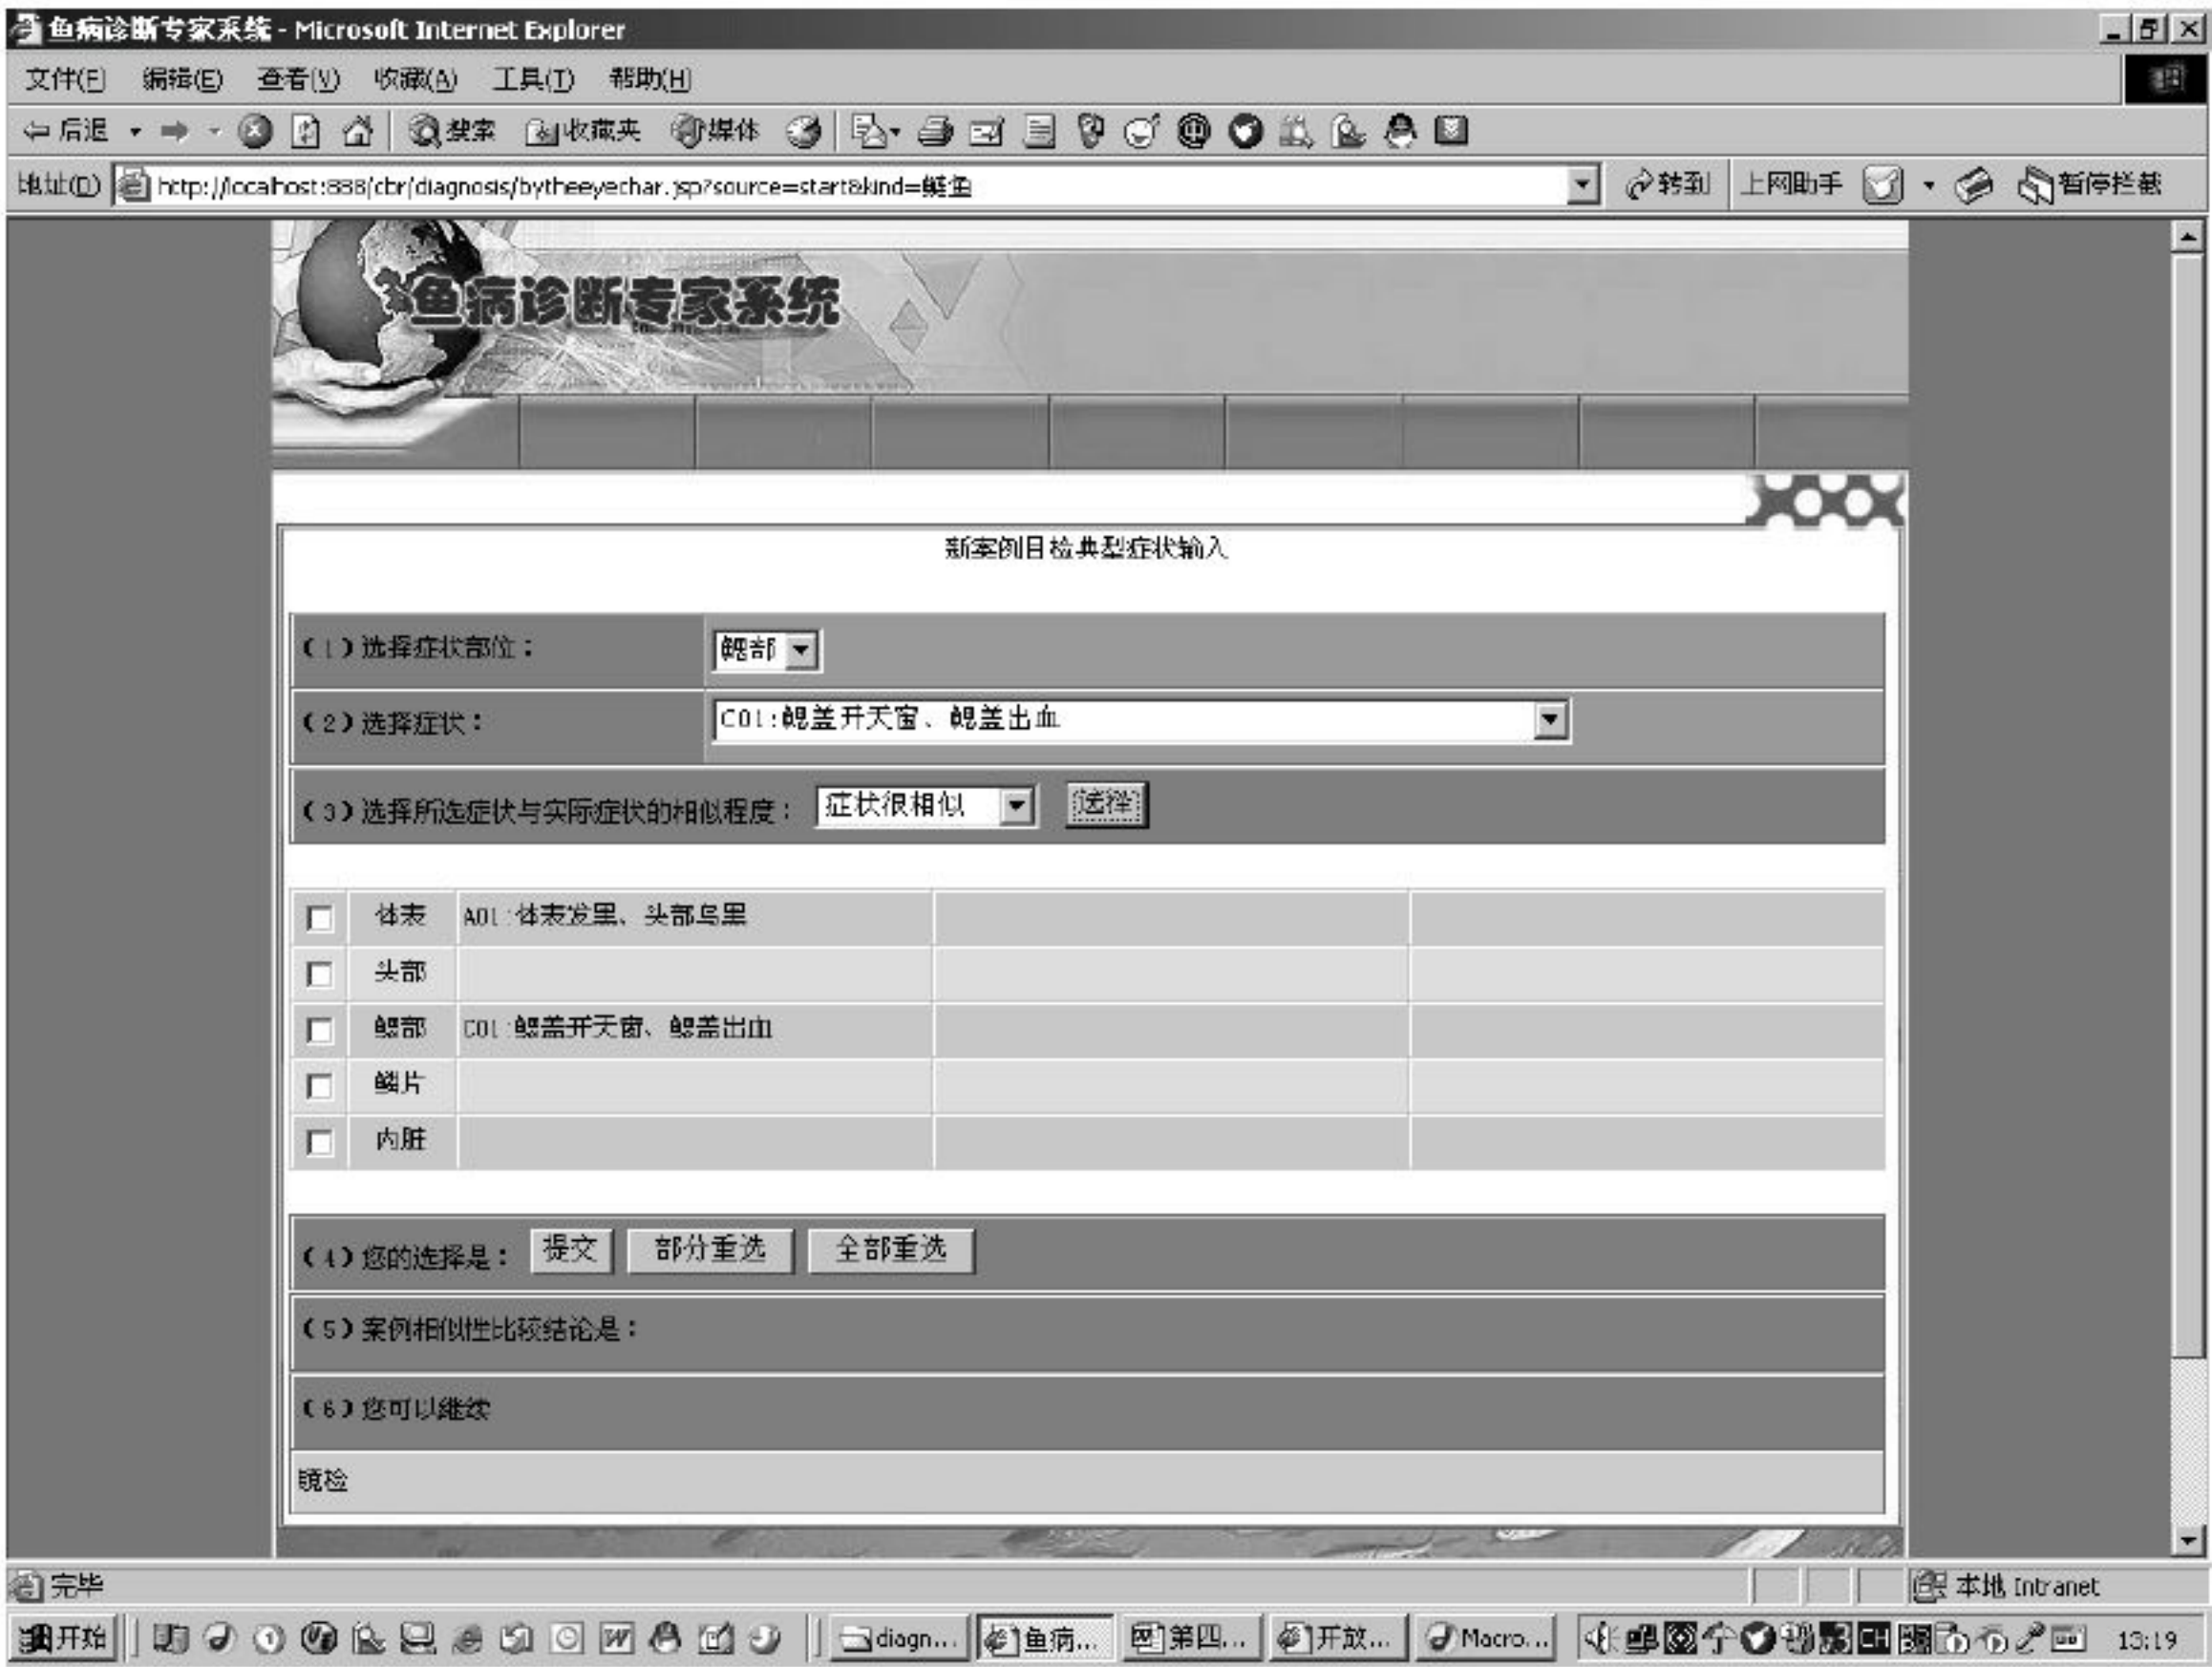 鱼病诊断专家系统 - Microsoft Internet Explorer
文件(F) 编辑(E) 查看(V) 收藏(A) 工具(T) 帮助(H)
后退 搜索 收藏夹 媒体
地址(D) http://localhost:888/cbr/diagnosis/bytheeyechar.jsp?source=start&kind=鲢鱼 转到 上网助手 暂停拦截
鱼病诊断专家系统
新案例目检典型症状输入
(1)选择症状部位： 鳃部
(2)选择症状： C01:鳃盖开天窗、鳃盖出血
(3)选择所选症状与实际症状的相似程度： 症状很相似 选择
体表 A01:体表发黑、头部乌黑
头部
鳃部 C01:鳃盖开天窗、鳃盖出血
鳞片
内脏
(4)您的选择是： 提交 部分重选 全部重选
(5)案例相似性比较结论是：
(6)您可以继续
镜检
完毕 本地 Intranet
开始 diagn... 鱼病... 第四... 开放... Macro... CH 13:19